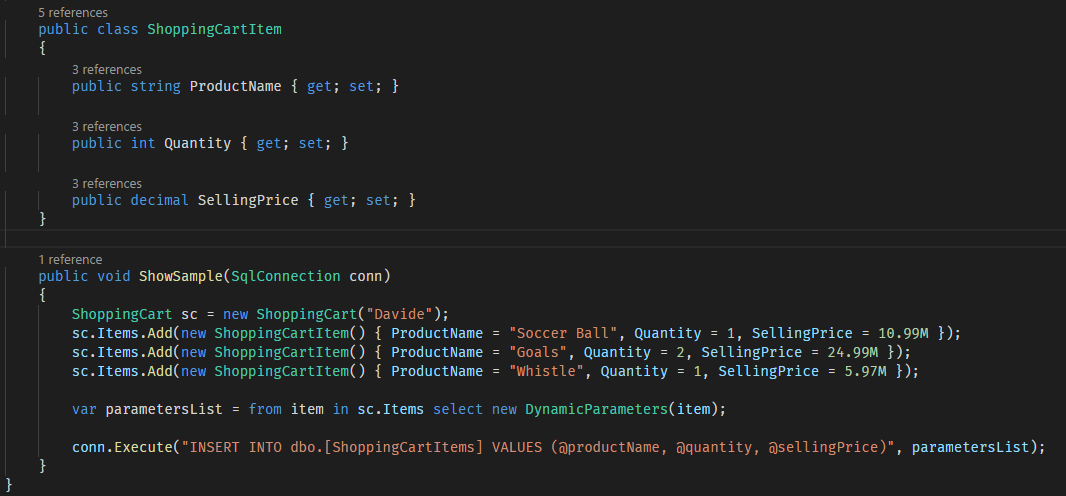 5 references
public class ShoppingCartItem
{
3 references
public string ProductName { get; set; }
3 references
public int Quantity { get; set; }
3 references
public decimal SellingPrice { get; set; }
}
1 reference
public void ShowSample(SqlConnection conn)
{
ShoppingCart sc = new ShoppingCart("Davide");
sc.Items.Add(new ShoppingCartItem() { ProductName = "Soccer Ball", Quantity = 1, SellingPrice = 10.99M });
sc.Items.Add(new ShoppingCartItem() { ProductName = "Goals", Quantity = 2, SellingPrice = 24.99M });
sc.Items.Add(new ShoppingCartItem() { ProductName = "Whistle", Quantity = 1, SellingPrice = 5.97M });
var parametersList = from item in sc.Items select new DynamicParameters(item);
conn.Execute("INSERT INTO dbo.[ShoppingCartItems] VALUES (@productName, @quantity, @sellingPrice)", parametersList);
}
}